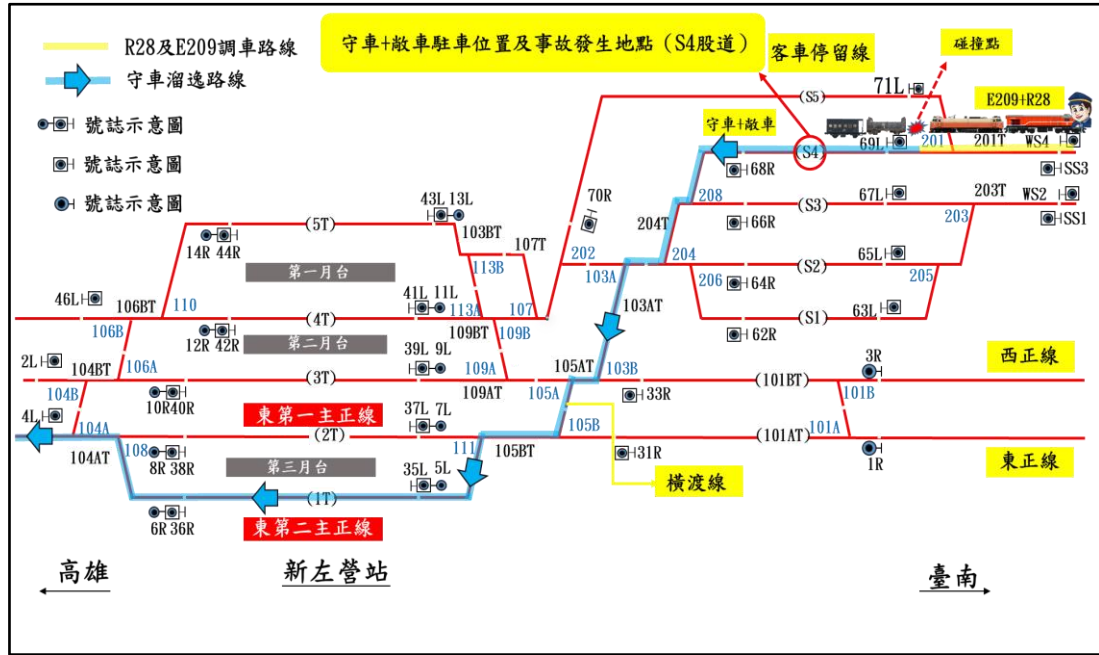 R28及E209調車路線
守車溜逸路線
號誌示意圖
號誌示意圖
號誌示意圖
守車+敞車駐車位置及事故發生地點(S4股道)
客車停留線
碰撞點
71L
E209+R28
(S5)
守車+敞車
69L
201
201T
WS4
(S4)
68R
SS3
70R
208
67L
203T
WS2
(S3)
204T
66R
203
SS1
43L 13L
(5T)
103BT
107T
14R 44R
202
103A
204
65L
(S2)
206
64R
205
第一月台
113B
46L
106BT
110
41L 11L
113A
107
103AT
63L
(S1)
(4T)
106B
12R 42R
109BT
109B
62R
第二月台
2L
104BT
106A
39L 9L
109A
105AT
103B
3R
西正線
(3T)
104B
10R40R
109AT
105A
33R
(101BT)
101B
4L
東第一主正線
37L 7L
105B
101A
104A
(2T)
(101AT)
104AT
108
8R 38R
第三月台
111
105BT
31R
1R
東正線
35L 5L
橫渡線
(1T)
6R 36R
東第二主正線
高雄
新左營站
臺南